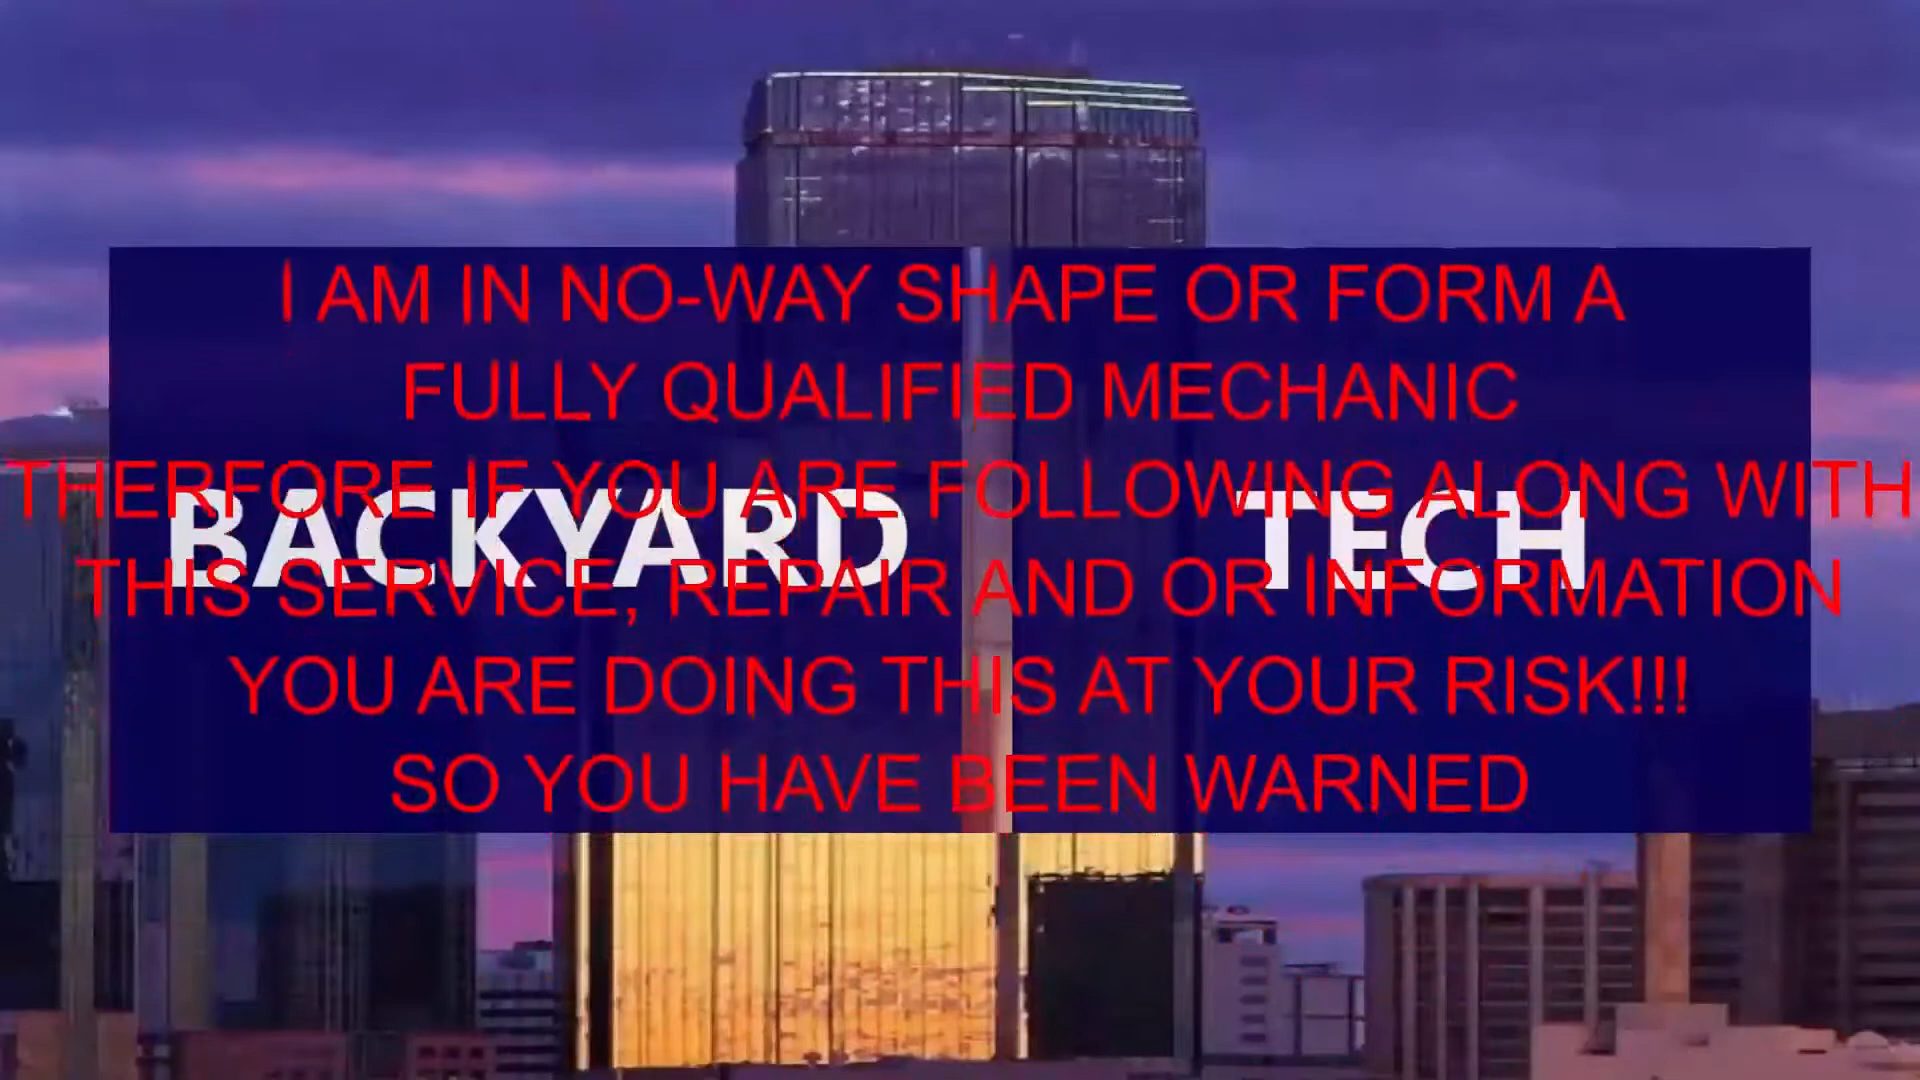 I AM IN NO-WAY SHAPE OR FORM A
FULLY QUALIFIED MECHANIC
THERFORE IF YOU ARE FOLLOWING ALONG WITH
BACKYARD TECH
THIS SERVICE, REPAIR AND OR INFORMATION
YOU ARE DOING THIS AT YOUR RISK!!!
SO YOU HAVE BEEN WARNED